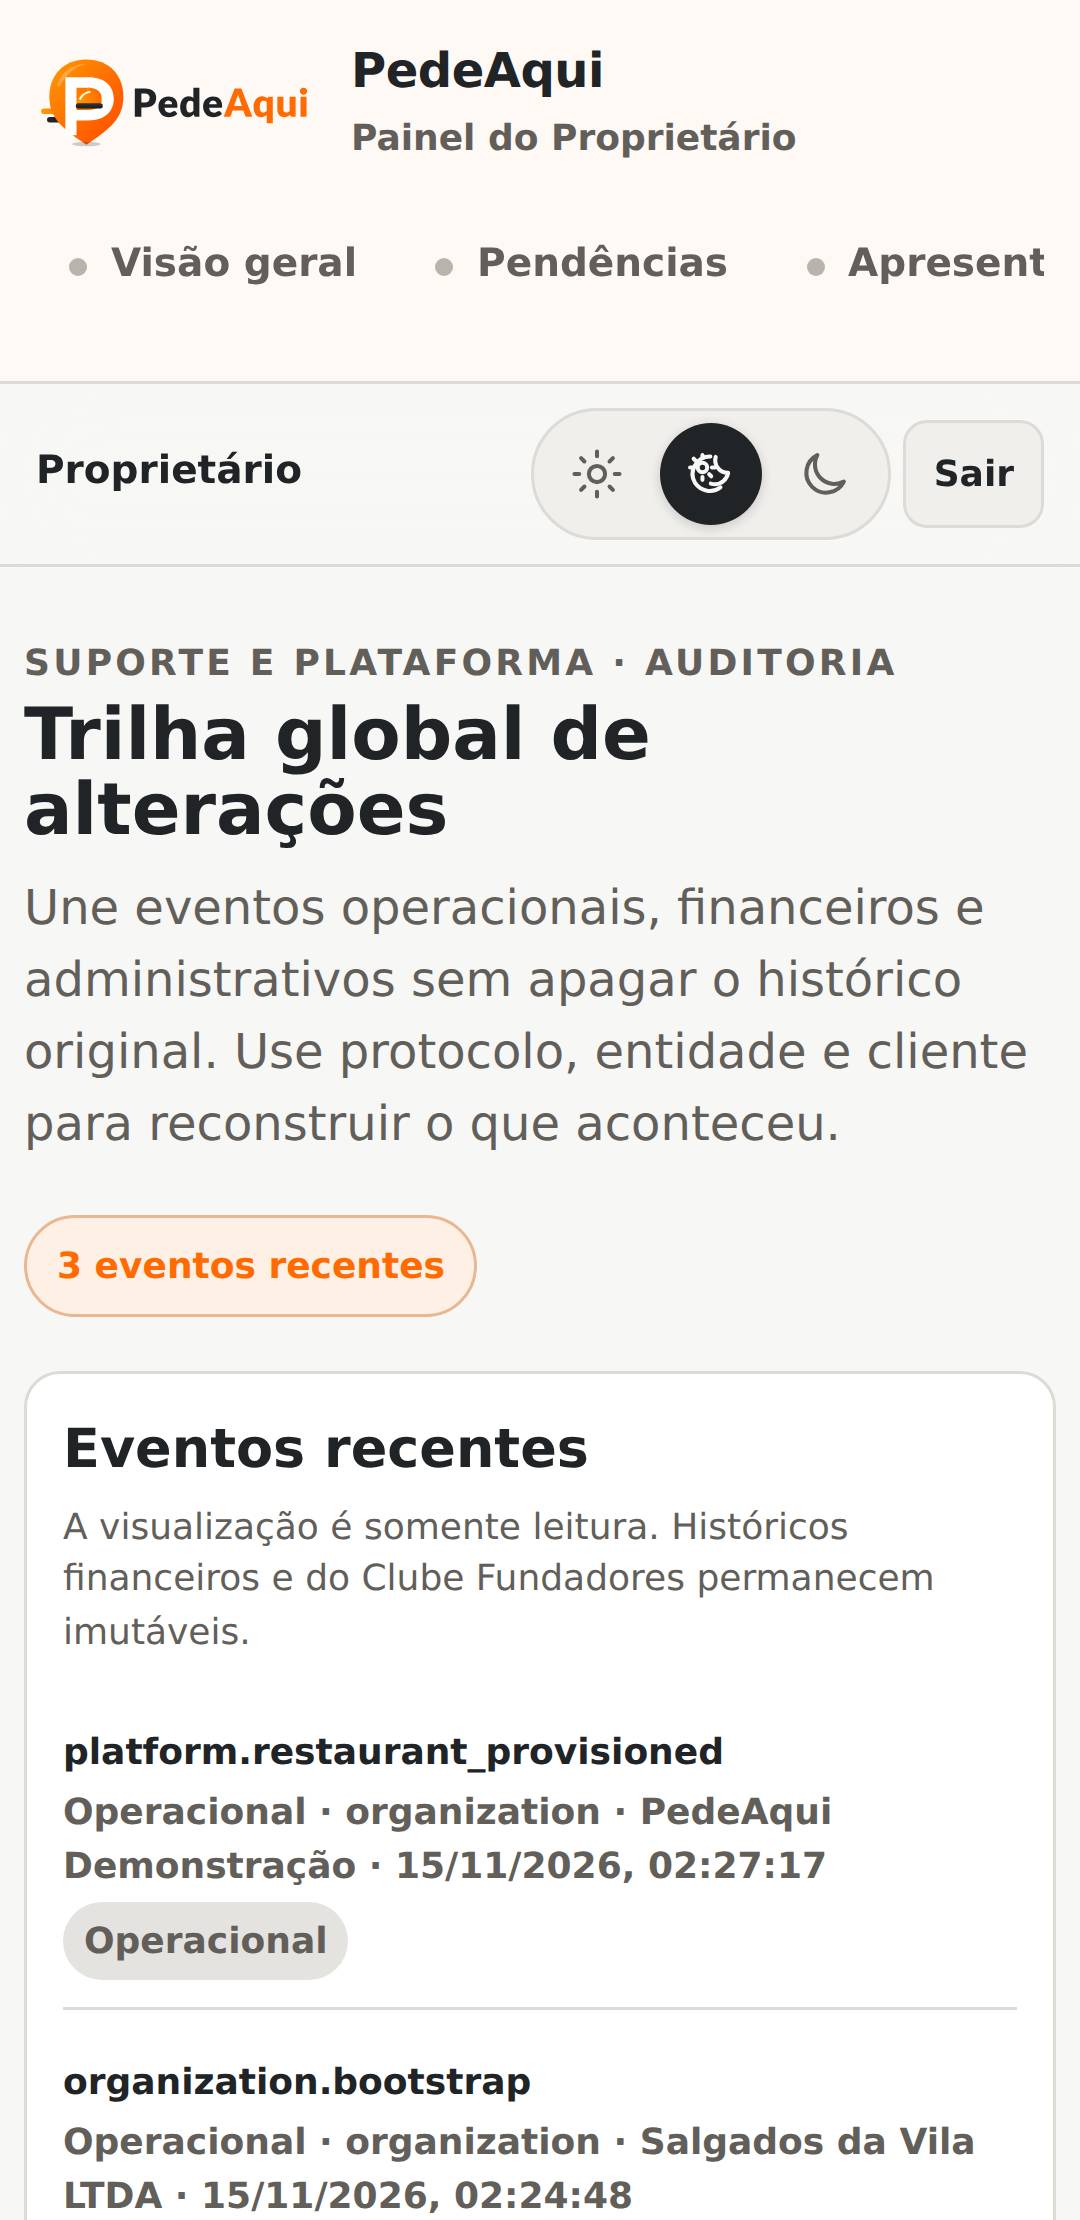 PedeAqui
PedeAqui
Painel do Proprietário
Visão geral
Pendências
Apresent
Proprietário
Sair
SUPORTE E PLATAFORMA · AUDITORIA
Trilha global de
alterações
Une eventos operacionais, financeiros e
administrativos sem apagar o histórico
original. Use protocolo, entidade e cliente
para reconstruir o que aconteceu.
3 eventos recentes
Eventos recentes
A visualização é somente leitura. Históricos
financeiros e do Clube Fundadores permanecem
imutáveis.
platform.restaurant_provisioned
Operacional · organization · PedeAqui
Demonstração · 15/11/2026, 02:27:17
Operacional
organization.bootstrap
Operacional · organization · Salgados da Vila
LTDA · 15/11/2026, 02:24:48